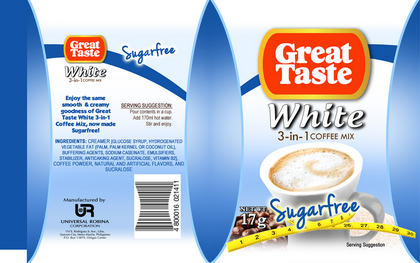 Great
Taste
White
3-in-1 COFFEE MIX
Sugarfree
Enjoy the same
smooth & creamy
goodness of Great
Taste White 3-in-1
Coffee Mix, now made
Sugarfree!
SERVING SUGGESTION:
Pour contents in a cup.
Add 170ml hot water.
Stir and enjoy.
INGREDIENTS: CREAMER (GLUCOSE SYRUP, HYDROGENATED
VEGETABLE FAT (PALM, PALM KERNEL OR COCONUT OIL),
BUFFERING AGENTS, SODIUM CASEINATE, EMULSIFIERS,
STABILIZER, ANTICAKING AGENT, SUCRALOSE, VITAMIN B2),
COFFEE POWDER, NATURAL AND ARTIFICIAL FLAVORS, AND
SUCRALOSE
Manufactured by
UR
UNIVERSAL ROBINA
CORPORATION
4 800016 021411
Great
Taste
White
3-in-1 COFFEE MIX
NET WT.
17g
Sugarfree
Serving Suggestion